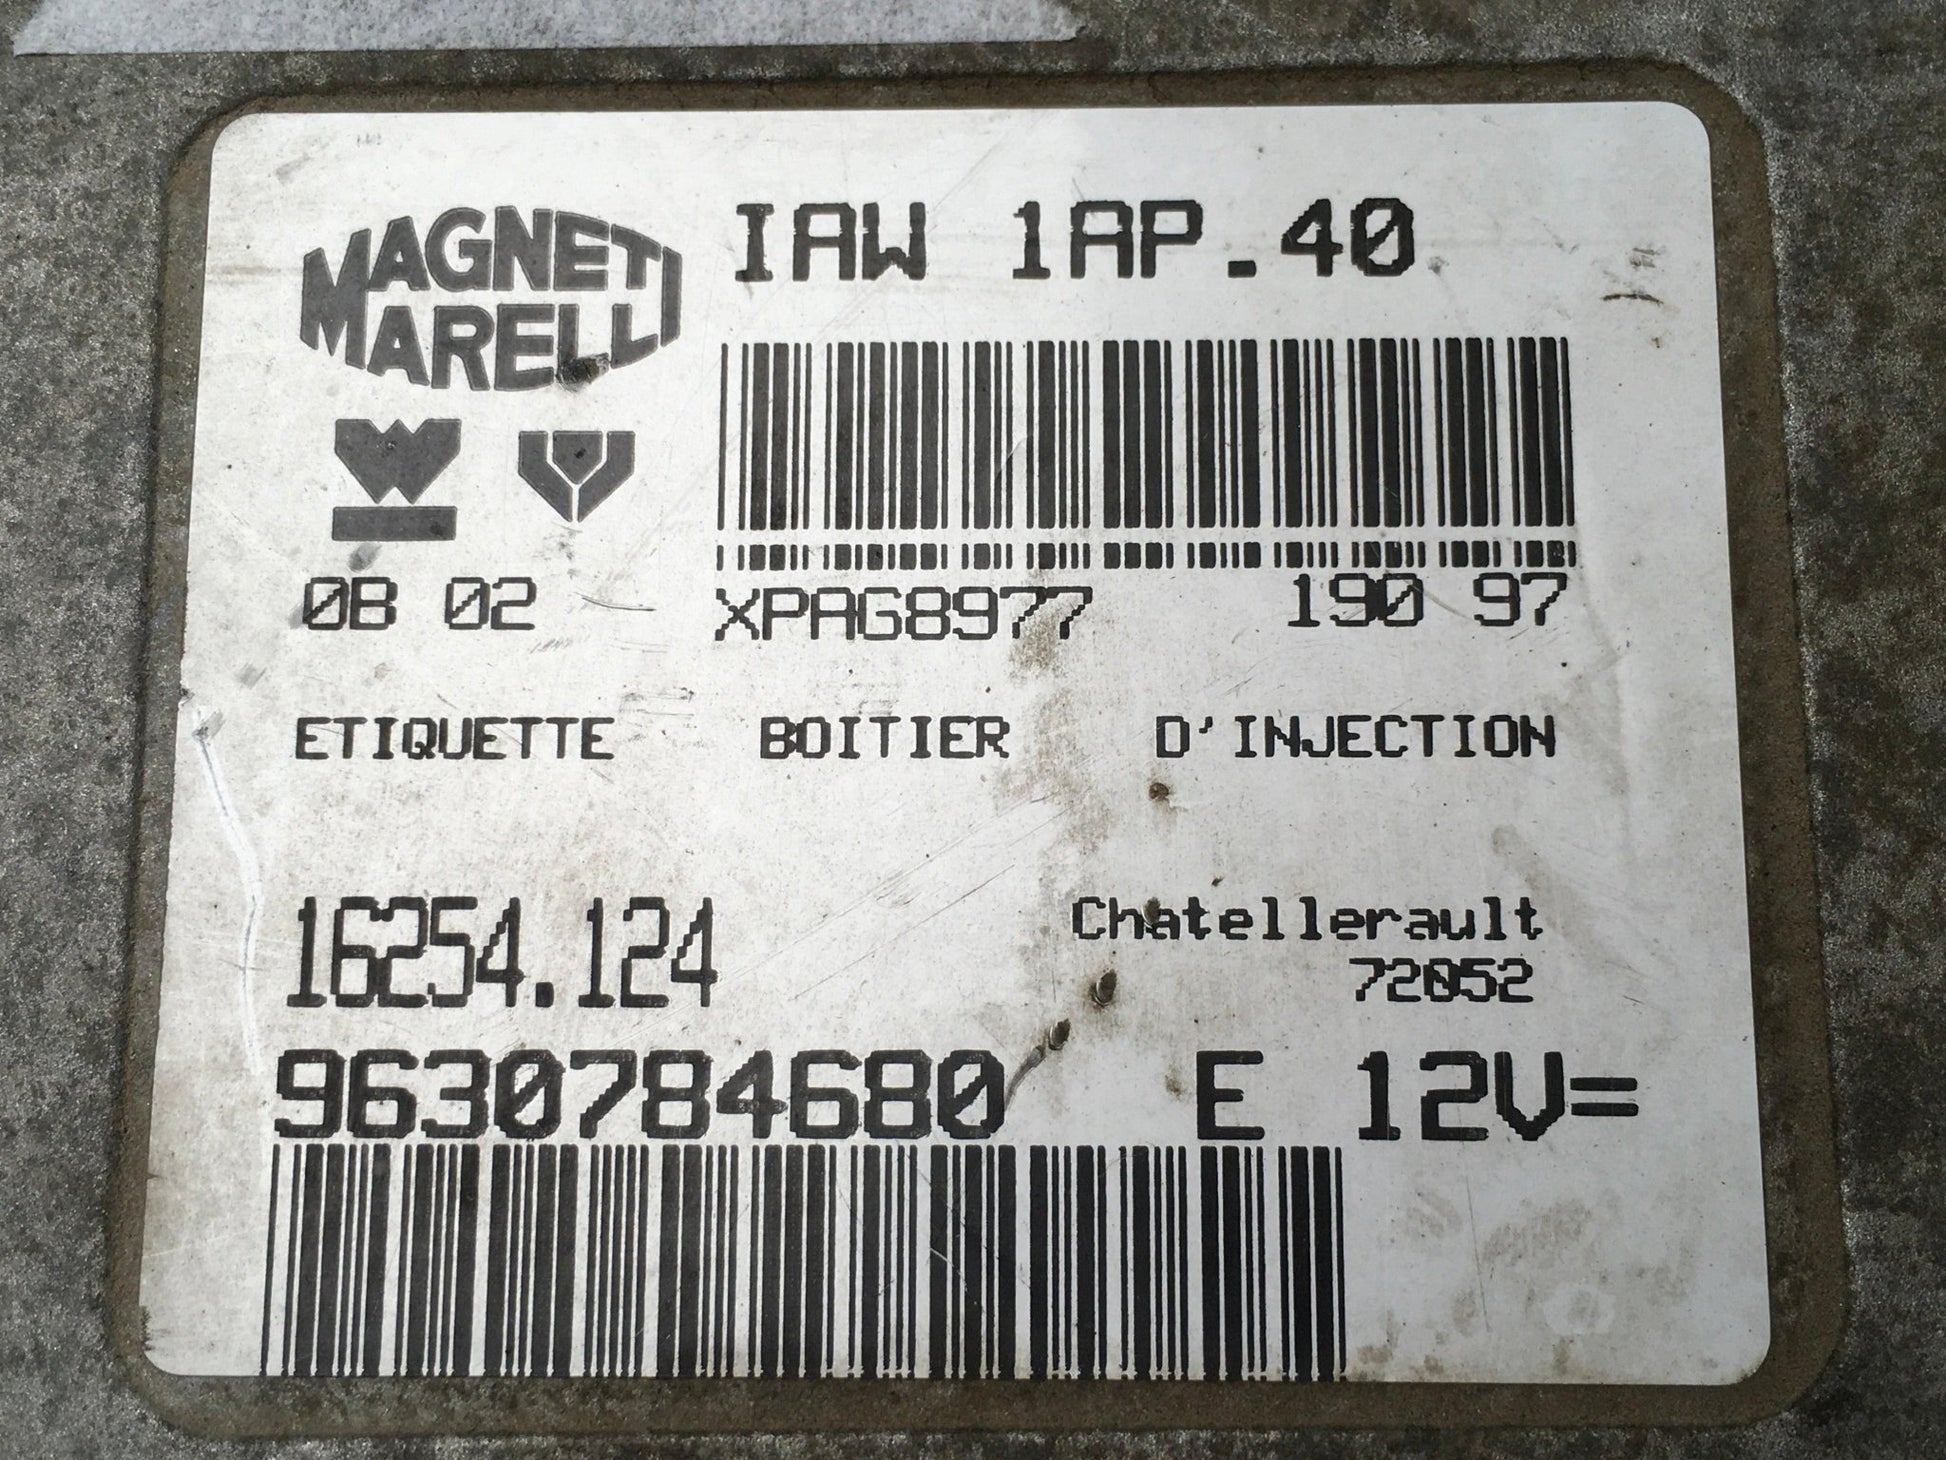 MAGNETI
MARELLI
IAW 1AP.40
0B 02
XPAG8977 190 97
ETIQUETTE BOITIER D'INJECTION
16254.124
Chatellerault
72052
9630784680 E 12V=